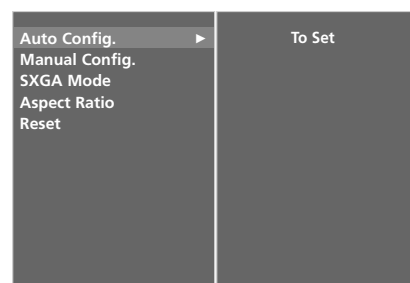 Auto Config. ► To Set
Manual Config.
SXGA Mode
Aspect Ratio
Reset